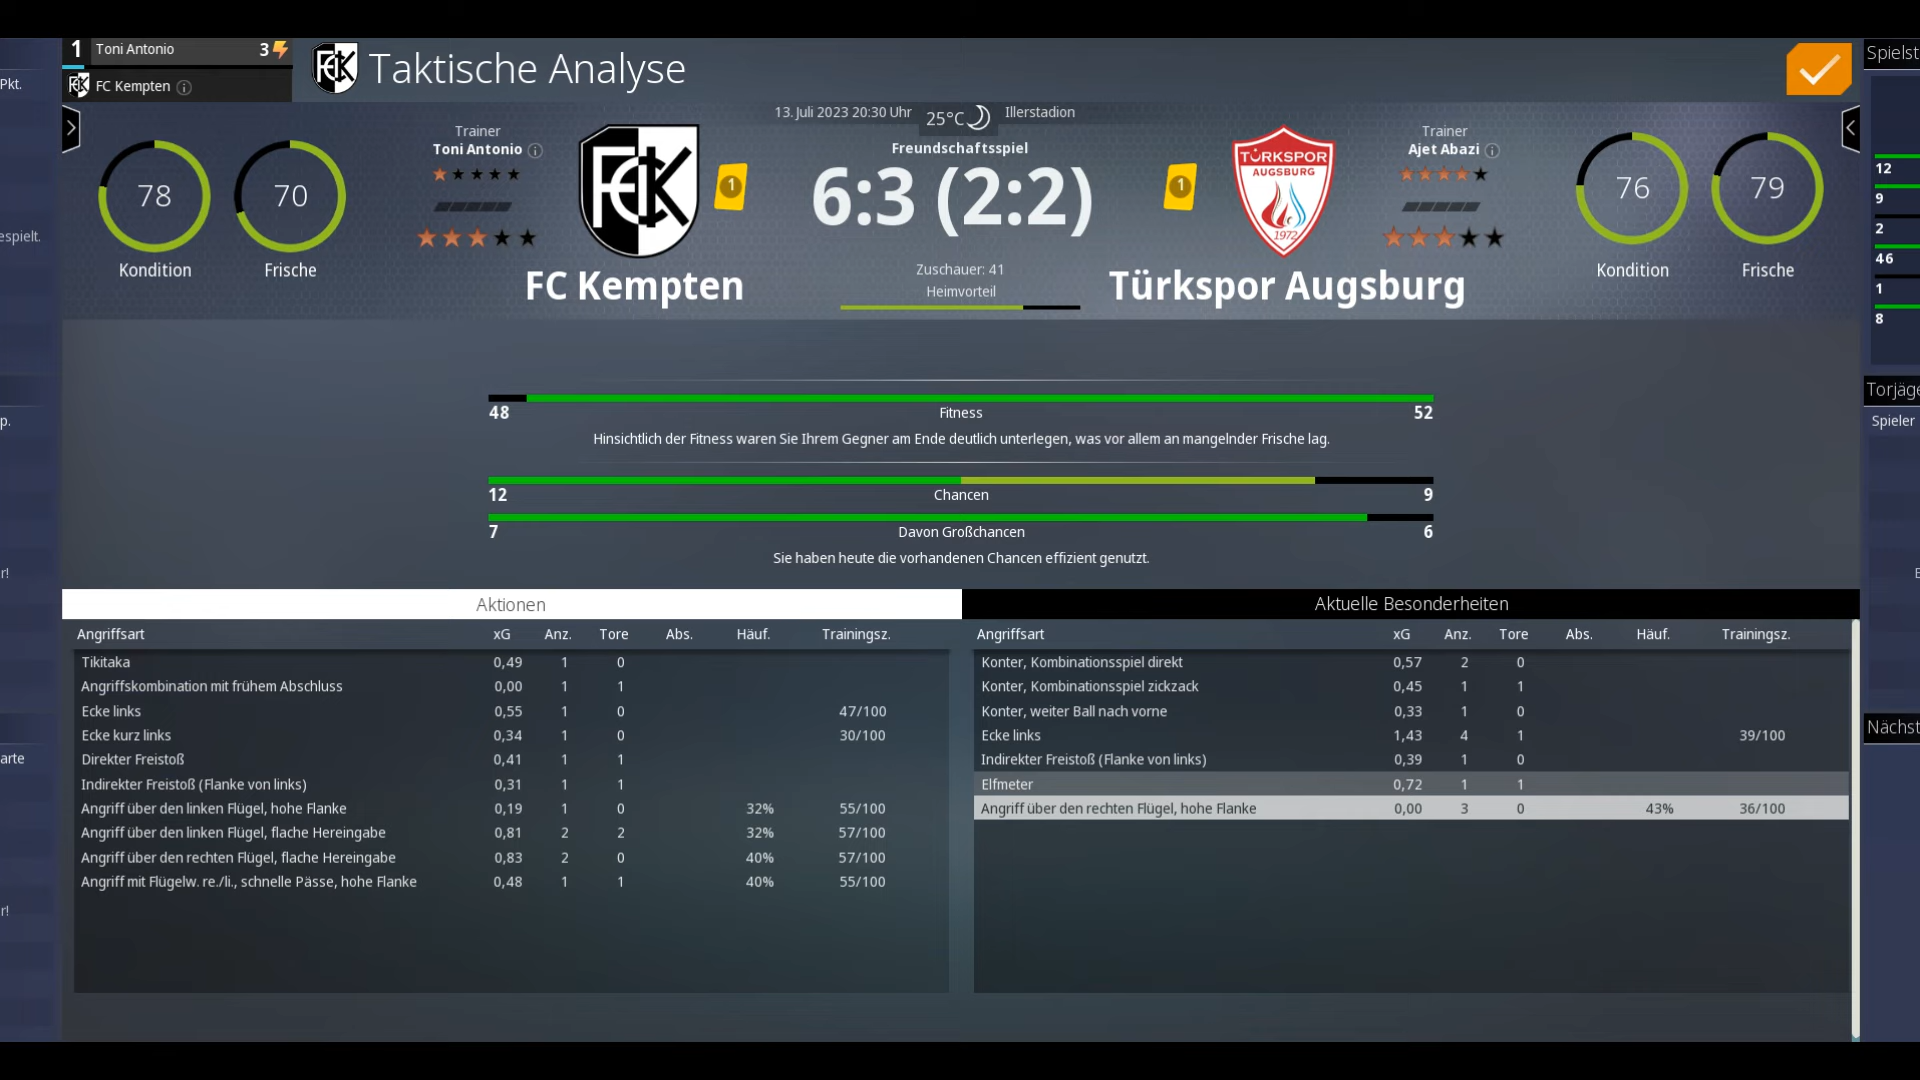 1 Toni Antonio 3
FC Kempten
Taktische Analyse
Spielst
Pkt.
13. Juli 2023 20:30 Uhr 25°C Illerstadion
Trainer
Toni Antonio
Freundschaftsspiel
6:3 (2:2)
1
1
TÜRKSPOR
AUGSBURG
1972
Trainer
Ajet Abazi
78
70
76
79
Kondition
Frische
Kondition
Frische
Zuschauer: 41
Heimvorteil
FC Kempten
Türkspor Augsburg
espielt.
12
9
2
46
1
8
48 Fitness 52
Hinsichtlich der Fitness waren Sie Ihrem Gegner am Ende deutlich unterlegen, was vor allem an mangelnder Frische lag.
12 Chancen 9
7 Davon Großchancen 6
Sie haben heute die vorhandenen Chancen effizient genutzt.
p.
r!
arte
r!
Torjäge
Spieler
E
Nächst
Aktionen
Angriffsart xG Anz. Tore Abs. Häuf. Trainingsz.
Tikitaka 0,49 1 0
Angriffskombination mit frühem Abschluss 0,00 1 1
Ecke links 0,55 1 0 47/100
Ecke kurz links 0,34 1 0 30/100
Direkter Freistoß 0,41 1 1
Indirekter Freistoß (Flanke von links) 0,31 1 1
Angriff über den linken Flügel, hohe Flanke 0,19 1 0 32% 55/100
Angriff über den linken Flügel, flache Hereingabe 0,81 2 2 32% 57/100
Angriff über den rechten Flügel, flache Hereingabe 0,83 2 0 40% 57/100
Angriff mit Flügelw. re./li., schnelle Pässe, hohe Flanke 0,48 1 1 40% 55/100
Aktuelle Besonderheiten
Angriffsart xG Anz. Tore Abs. Häuf. Trainingsz.
Konter, Kombinationsspiel direkt 0,57 2 0
Konter, Kombinationsspiel zickzack 0,45 1 1
Konter, weiter Ball nach vorne 0,33 1 0
Ecke links 1,43 4 1 39/100
Indirekter Freistoß (Flanke von links) 0,39 1 0
Elfmeter 0,72 1 1
Angriff über den rechten Flügel, hohe Flanke 0,00 3 0 43% 36/100